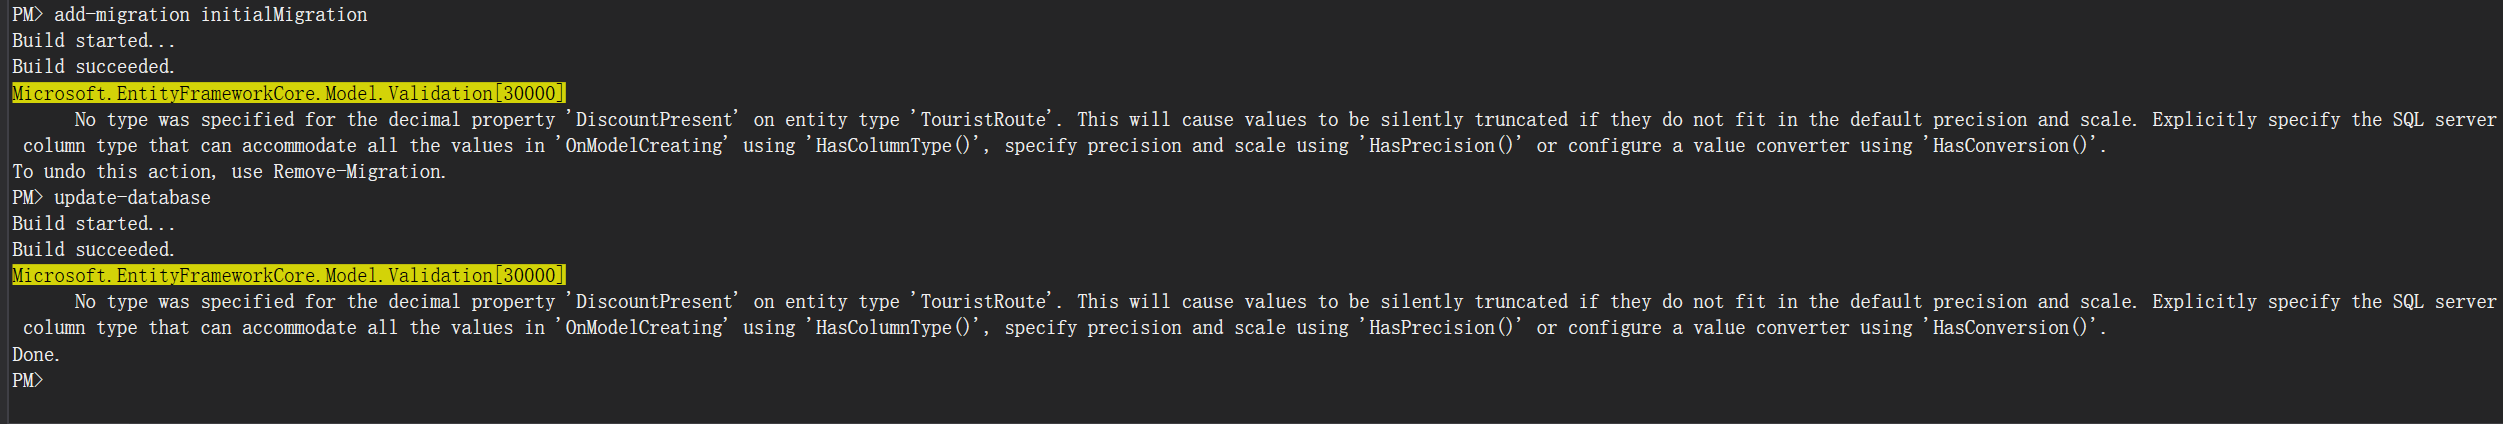 PM> add-migration initialMigration
Build started...
Build succeeded.
Microsoft.EntityFrameworkCore.Model.Validation[30000]
No type was specified for the decimal property 'DiscountPresent' on entity type 'TouristRoute'. This will cause values to be silently truncated if they do not fit in the default precision and scale. Explicitly specify the SQL server
column type that can accommodate all the values in 'OnModelCreating' using 'HasColumnType()', specify precision and scale using 'HasPrecision()' or configure a value converter using 'HasConversion()'.
To undo this action, use Remove-Migration.
PM> update-database
Build started...
Build succeeded.
Microsoft.EntityFrameworkCore.Model.Validation[30000]
No type was specified for the decimal property 'DiscountPresent' on entity type 'TouristRoute'. This will cause values to be silently truncated if they do not fit in the default precision and scale. Explicitly specify the SQL server
column type that can accommodate all the values in 'OnModelCreating' using 'HasColumnType()', specify precision and scale using 'HasPrecision()' or configure a value converter using 'HasConversion()'.
Done.
PM>